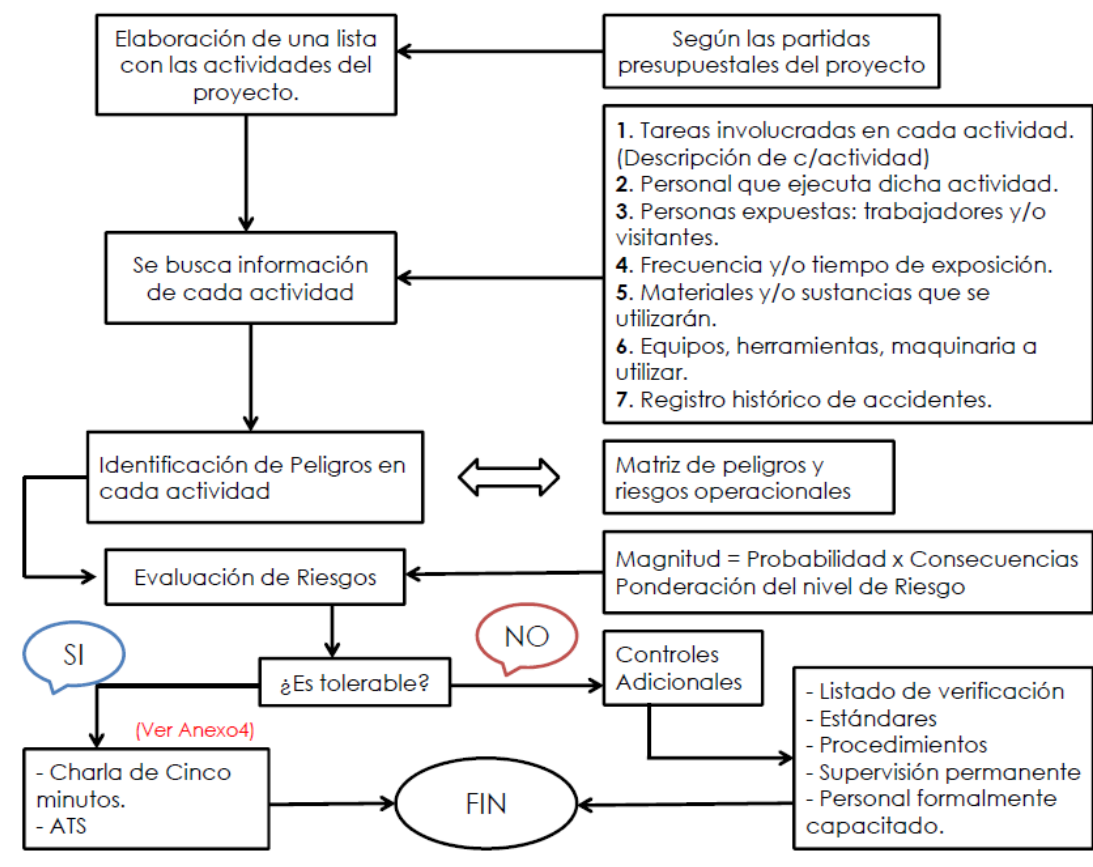 Elaboración de una lista
con las actividades del
proyecto.
Según las partidas
presupuestales del proyecto
1. Tareas involucradas en cada actividad.
(Descripción de c/actividad)
2. Personal que ejecuta dicha actividad.
3. Personas expuestas: trabajadores y/o
visitantes.
4. Frecuencia y/o tiempo de exposición.
5. Materiales y/o sustancias que se
utilizarán.
6. Equipos, herramientas, maquinaria a
utilizar.
7. Registro histórico de accidentes.
Se busca información
de cada actividad
Identificación de Peligros en
cada actividad
Matriz de peligros y
riesgos operacionales
Evaluación de Riesgos
Magnitud = Probabilidad x Consecuencias
Ponderación del nivel de Riesgo
SI
NO
¿Es tolerable?
Controles
Adicionales
(Ver Anexo4)
- Listado de verificación
- Estándares
- Procedimientos
- Supervisión permanente
- Personal formalmente
capacitado.
- Charla de Cinco
minutos.
- ATS
FIN